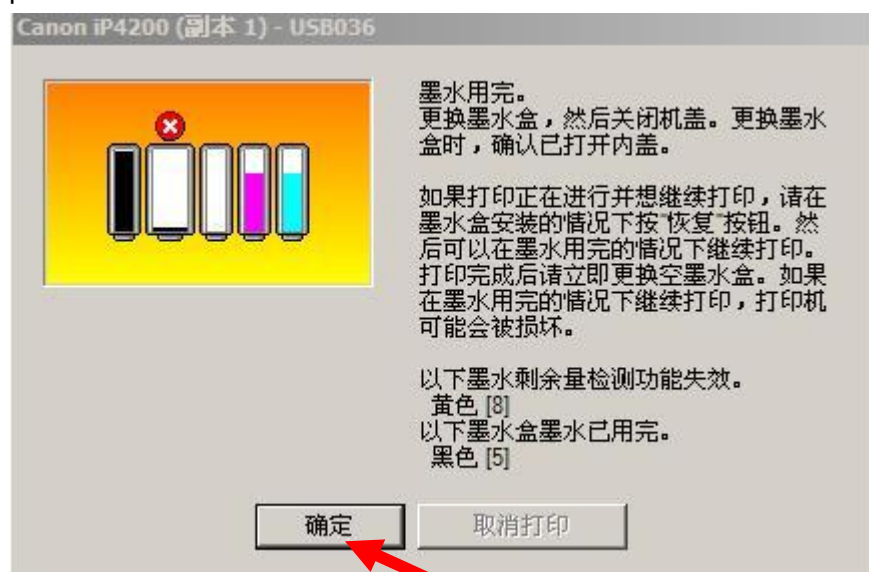 Canon iP4200 (副本 1) - USB036
墨水用完。
更换墨水盒，然后关闭机盖。更换墨水
盒时，确认已打开内盖。
如果打印正在进行并想继续打印，请在
墨水盒安装的情况下按"恢复"按钮。然
后可以在墨水用完的情况下继续打印。
打印完成后请立即更换空墨水盒。如果
在墨水用完的情况下继续打印，打印机
可能会被损坏。
以下墨水剩余量检测功能失效。
黄色 [8]
以下墨水盒墨水已用完。
黑色 [5]
确定
取消打印